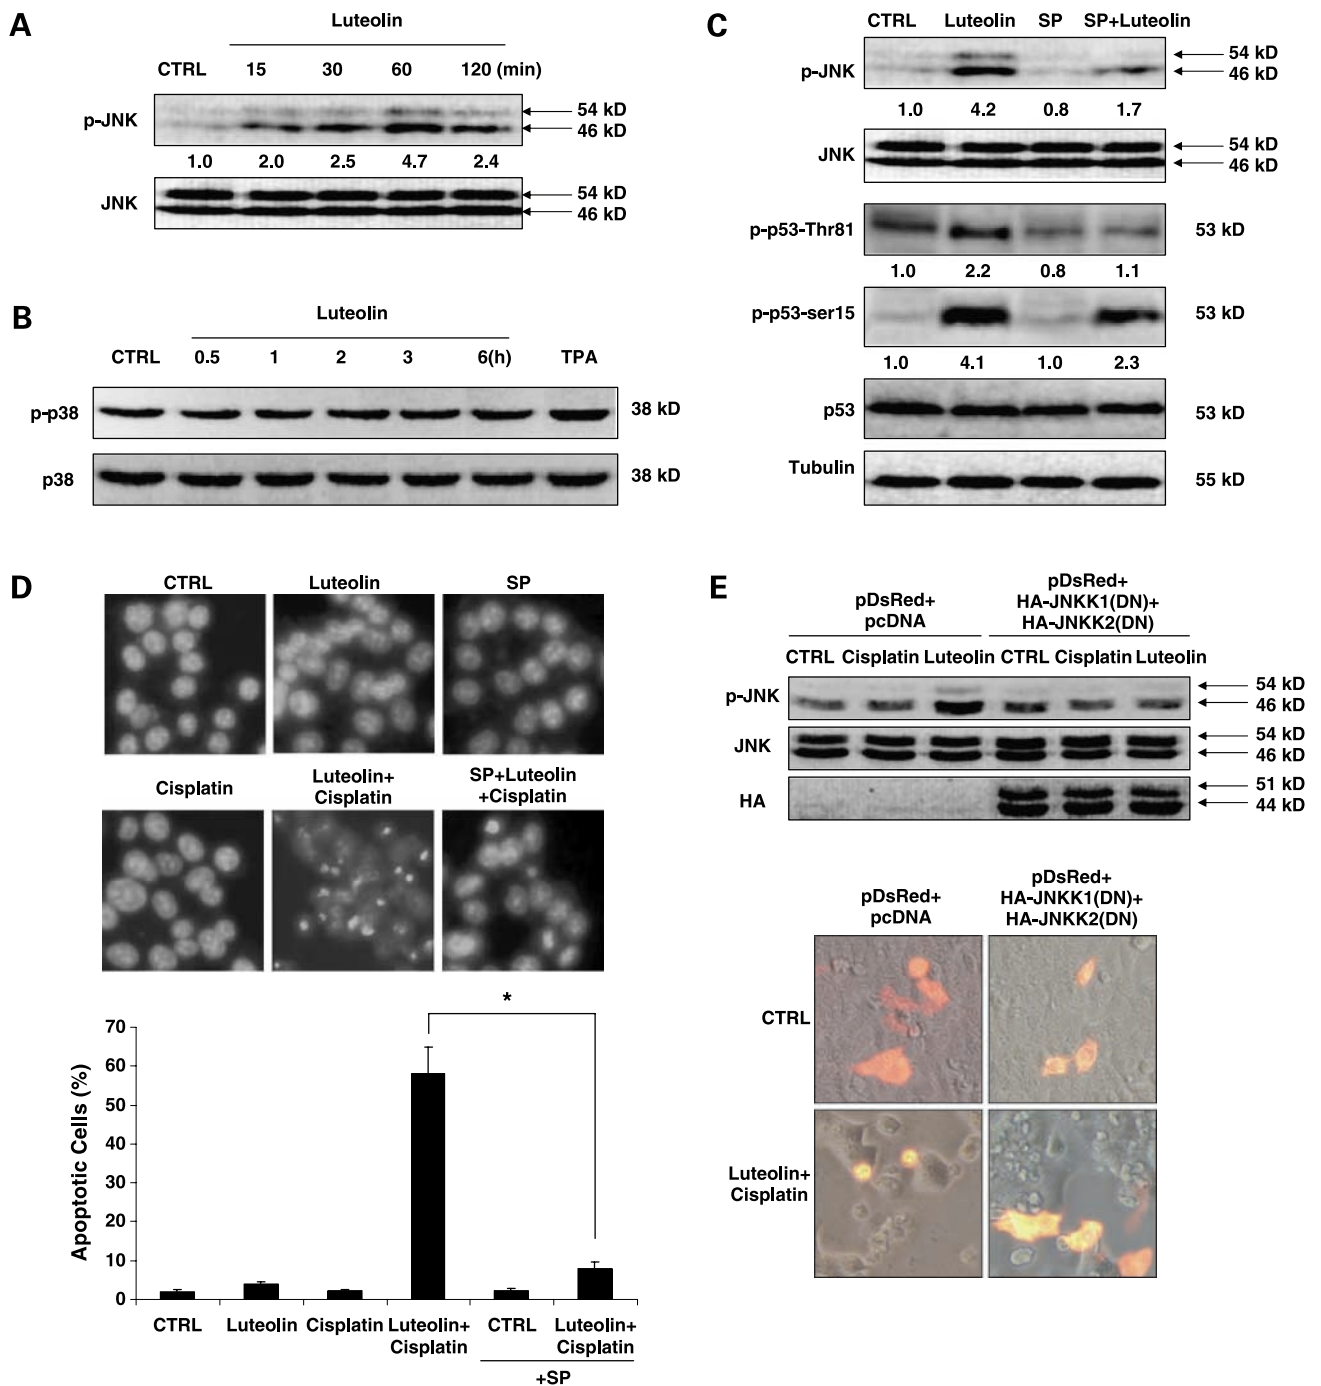 A
Luteolin
CTRL 15 30 60 120 (min)
p-JNK
54 kD
46 kD
1.0 2.0 2.5 4.7 2.4
JNK
54 kD
46 kD
B
Luteolin
CTRL 0.5 1 2 3 6(h) TPA
p-p38
38 kD
p38
38 kD
C
CTRL Luteolin SP SP+Luteolin
p-JNK
54 kD
46 kD
1.0 4.2 0.8 1.7
JNK
54 kD
46 kD
p-p53-Thr81
53 kD
1.0 2.2 0.8 1.1
p-p53-ser15
53 kD
1.0 4.1 1.0 2.3
p53
53 kD
Tubulin
55 kD
D
CTRL Luteolin SP
Cisplatin
Luteolin+
Cisplatin
SP+Luteolin
+Cisplatin
*
Apoptotic Cells (%)
70
60
50
40
30
20
10
0
CTRL Luteolin Cisplatin
Luteolin+
Cisplatin
CTRL
Luteolin+
Cisplatin
+SP
E
pDsRed+
pcDNA
pDsRed+
HA-JNKK1(DN)+
HA-JNKK2(DN)
CTRL Cisplatin Luteolin CTRL Cisplatin Luteolin
p-JNK
54 kD
46 kD
JNK
54 kD
46 kD
HA
51 kD
44 kD
pDsRed+
pcDNA
pDsRed+
HA-JNKK1(DN)+
HA-JNKK2(DN)
CTRL
Luteolin+
Cisplatin